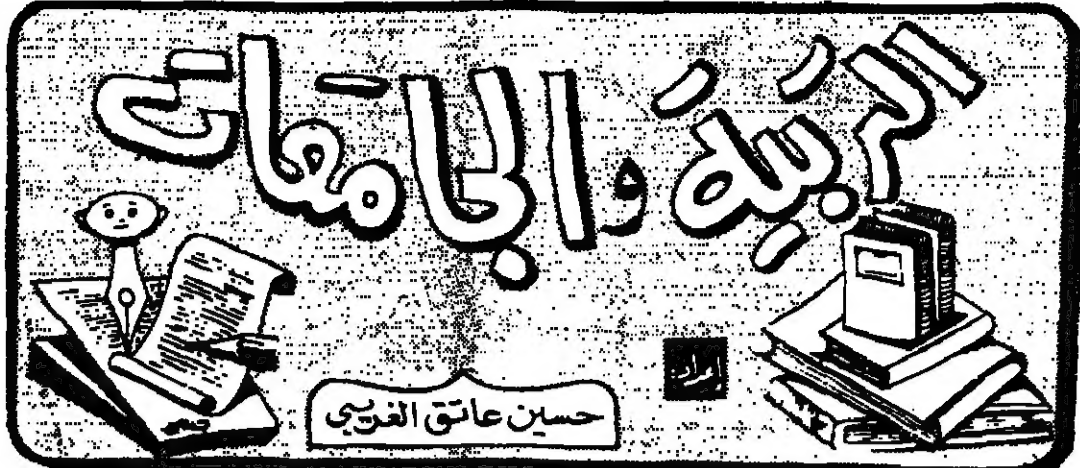 التربية والجامعات
إعداد
حسين عاتق الغريبي